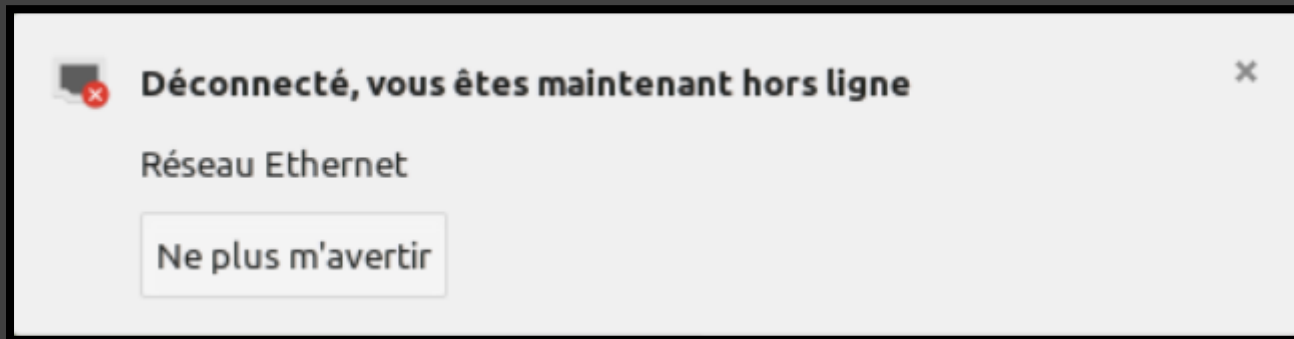 Déconnecté, vous êtes maintenant hors ligne
Réseau Ethernet
Ne plus m'avertir